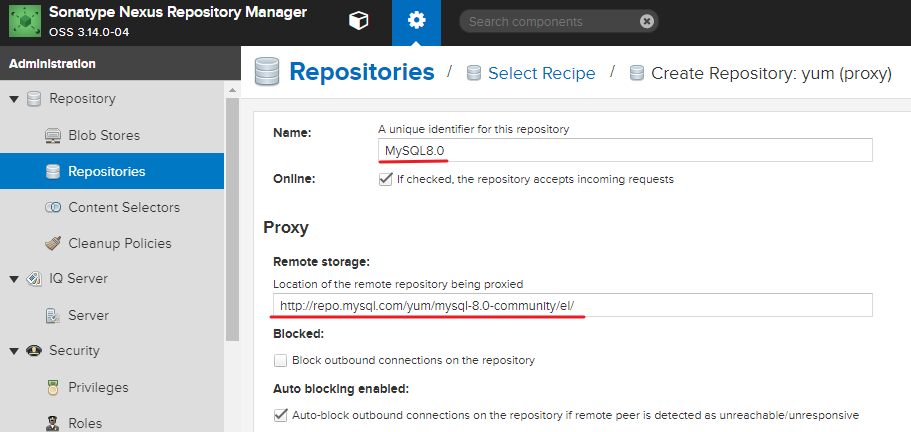 Sonatype Nexus Repository Manager
OSS 3.14.0-04
Search components
Administration
Repositories / Select Recipe / Create Repository: yum (proxy)
Repository
Blob Stores
Repositories
Content Selectors
Cleanup Policies
IQ Server
Server
Security
Privileges
Roles
Name:
A unique identifier for this repository
MySQL8.0
Online:
If checked, the repository accepts incoming requests
Proxy
Remote storage:
Location of the remote repository being proxied
http://repo.mysql.com/yum/mysql-8.0-community/el/
Blocked:
Block outbound connections on the repository
Auto blocking enabled:
Auto-block outbound connections on the repository if remote peer is detected as unreachable/unresponsive